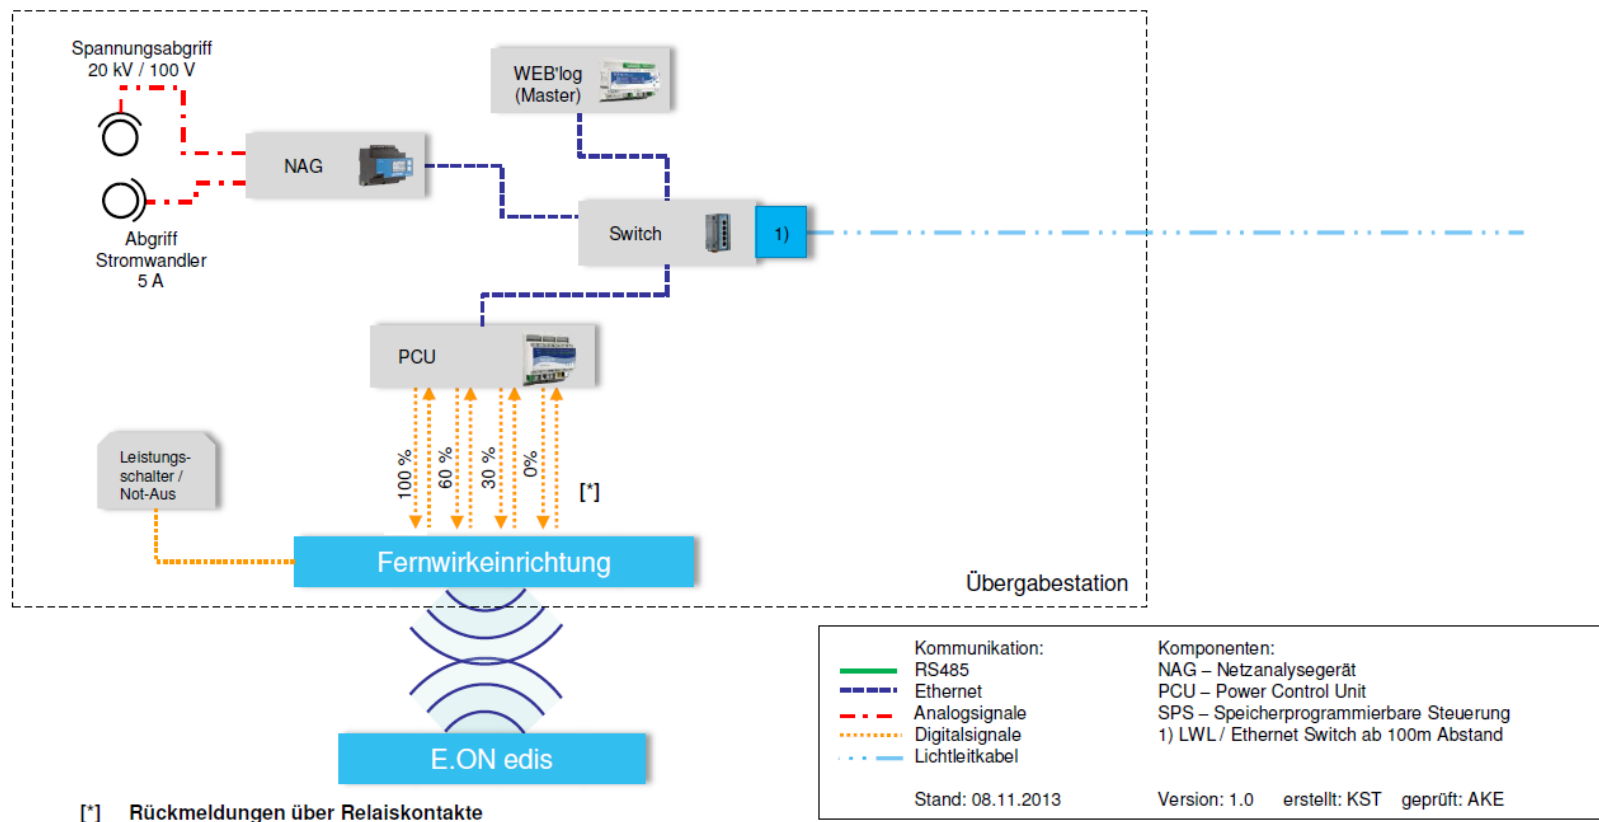 Spannungsabgriff
20 kV / 100 V
WEB'log
(Master)
NAG
Switch
1)
Abgriff
Stromwandler
5 A
PCU
100 %
60 %
30 %
0%
[*]
Leistungs-
schalter /
Not-Aus
Fernwirkeinrichtung
Übergabestation
E.ON edis
Kommunikation:
RS485
Ethernet
Analogsignale
Digitalsignale
Lichtleitkabel
Komponenten:
NAG – Netzanalysegerät
PCU – Power Control Unit
SPS – Speicherprogrammierbare Steuerung
1) LWL / Ethernet Switch ab 100m Abstand
Stand: 08.11.2013 Version: 1.0 erstellt: KST geprüft: AKE
[*] Rückmeldungen über Relaiskontakte